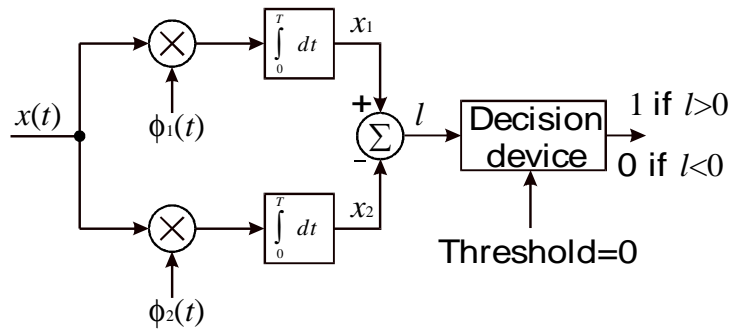 x(t)
ϕ1(t)
T
∫ dt
0
x1
ϕ2(t)
T
∫ dt
0
x2
+
Σ
-
l
Decision
device
Threshold=0
1 if l>0
0 if l<0